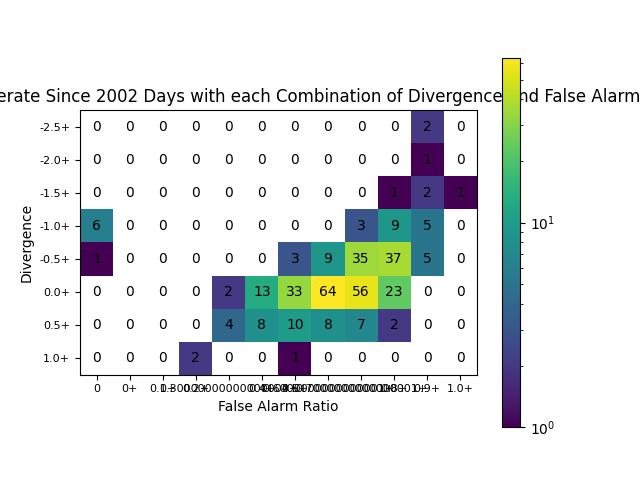 erate Since 2002 Days with each Combination of Divergence and False Alarm
Divergence
-2.5+ 0 0 0 0 0 0 0 0 0 0 2 0
-2.0+ 0 0 0 0 0 0 0 0 0 0 1 0
-1.5+ 0 0 0 0 0 0 0 0 0 1 2 1
-1.0+ 6 0 0 0 0 0 0 0 3 9 5 0
-0.5+ 1 0 0 0 0 0 3 9 35 37 5 0
0.0+ 0 0 0 0 2 13 33 64 56 23 0 0
0.5+ 0 0 0 0 4 8 10 8 7 2 0 0
1.0+ 0 0 0 2 0 0 1 0 0 0 0 0
0 0+ 0.9+ 1.0+
False Alarm Ratio
10¹
10⁰